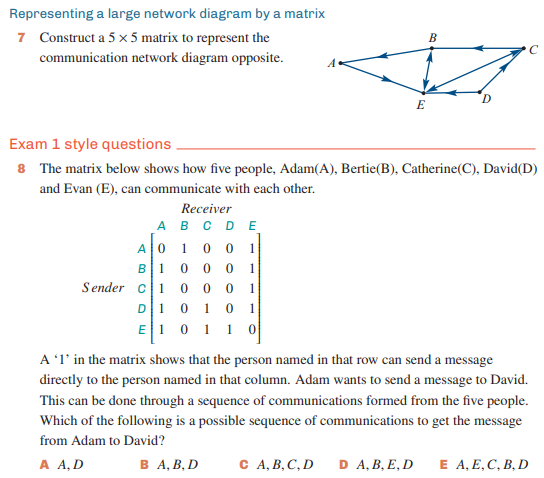 Representing a large network diagram by a matrix
7 Construct a 5 × 5 matrix to represent the
communication network diagram opposite.
A
B
C
D
E
Exam 1 style questions
8 The matrix below shows how five people, Adam(A), Bertie(B), Catherine(C), David(D)
and Evan (E), can communicate with each other.
Receiver
A B C D E
A 0 1 0 0 1
B 1 0 0 0 1
Sender C 1 0 0 0 1
D 1 0 1 0 1
E 1 0 1 1 0
A ‘1’ in the matrix shows that the person named in that row can send a message
directly to the person named in that column. Adam wants to send a message to David.
This can be done through a sequence of communications formed from the five people.
Which of the following is a possible sequence of communications to get the message
from Adam to David?
A A, D B A, B, D C A, B, C, D D A, B, E, D E A, E, C, B, D